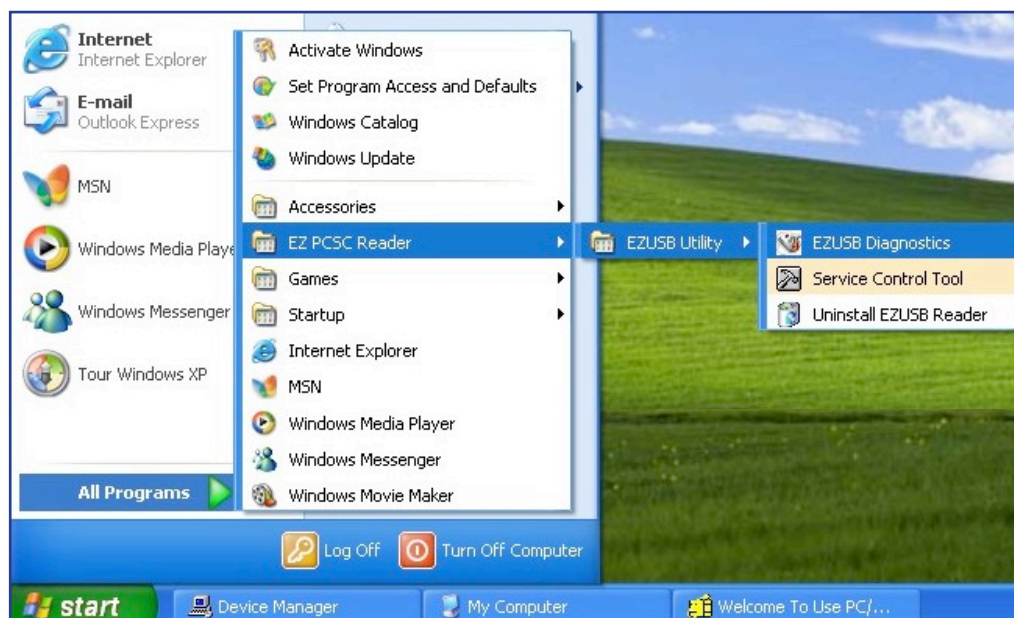 Internet
Internet Explorer
E-mail
Outlook Express
MSN
Windows Media Playe
Windows Messenger
Tour Windows XP
All Programs
Activate Windows
Set Program Access and Defaults
Windows Catalog
Windows Update
Accessories
EZ PCSC Reader
Games
Startup
Internet Explorer
MSN
Windows Media Player
Windows Messenger
Windows Movie Maker
EZUSB Utility
EZUSB Diagnostics
Service Control Tool
Uninstall EZUSB Reader
Log Off
Turn Off Computer
start
Device Manager
My Computer
Welcome To Use PC/...